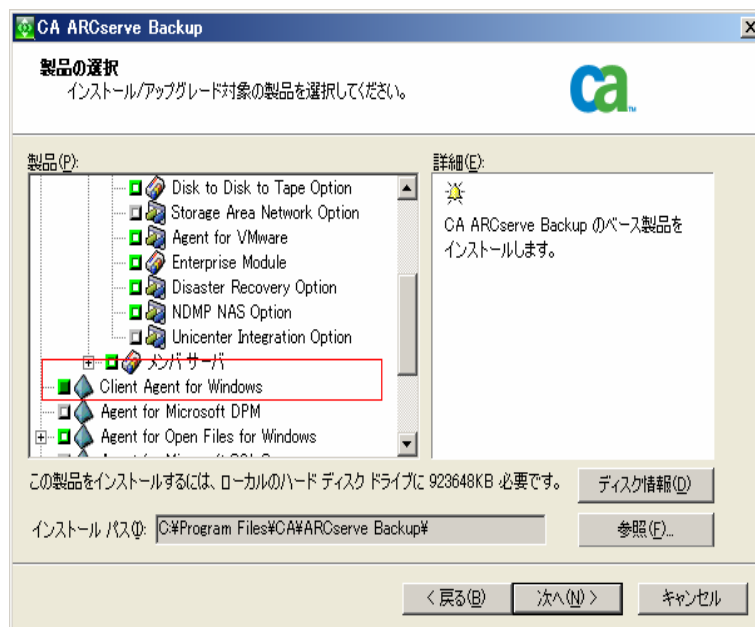 CA ARCserve Backup
製品の選択
インストール/アップグレード対象の製品を選択してください。
ca
製品(P):
詳細(E):
Disk to Disk to Tape Option
Storage Area Network Option
Agent for VMware
Enterprise Module
Disaster Recovery Option
NDMP NAS Option
Unicenter Integration Option
メンバ サーバ
Client Agent for Windows
Agent for Microsoft DPM
Agent for Open Files for Windows
CA ARCserve Backup のベース製品を
インストールします。
この製品をインストールするには、ローカルのハード ディスク ドライブに 923648KB 必要です。
ディスク情報(D)
インストール パス(I): C:¥Program Files¥CA¥ARCserve Backup¥
参照(F)...
< 戻る(B)
次へ(N) >
キャンセル